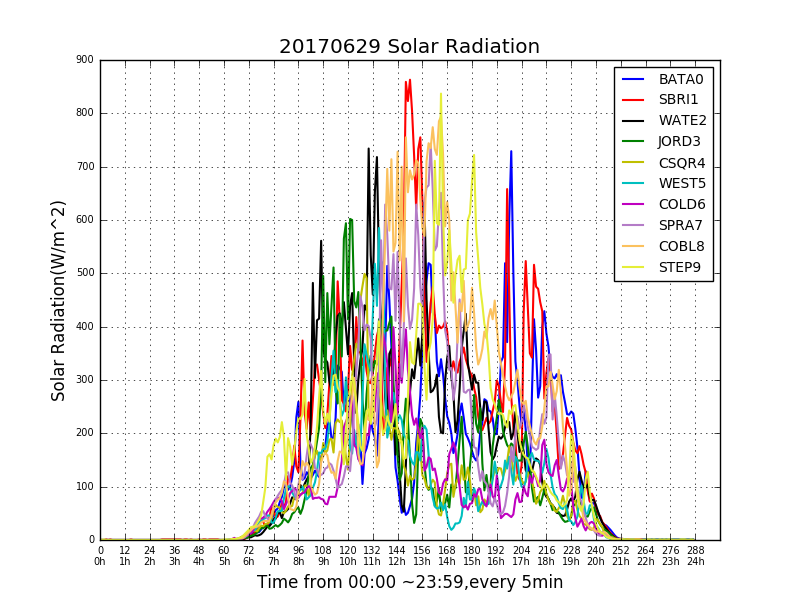 20170629 Solar Radiation
Solar Radiation(W/m^2)
900
800
700
600
500
400
300
200
100
0
BATA0
SBRI1
WATE2
JORD3
CSQR4
WEST5
COLD6
SPRA7
COBL8
STEP9
0 12 24 36 48 60 72 84 96 108 120 132 144 156 168 180 192 204 216 228 240 252 264 276 288
0h 1h 2h 3h 4h 5h 6h 7h 8h 9h 10h 11h 12h 13h 14h 15h 16h 17h 18h 19h 20h 21h 22h 23h 24h
Time from 00:00 ~23:59,every 5min